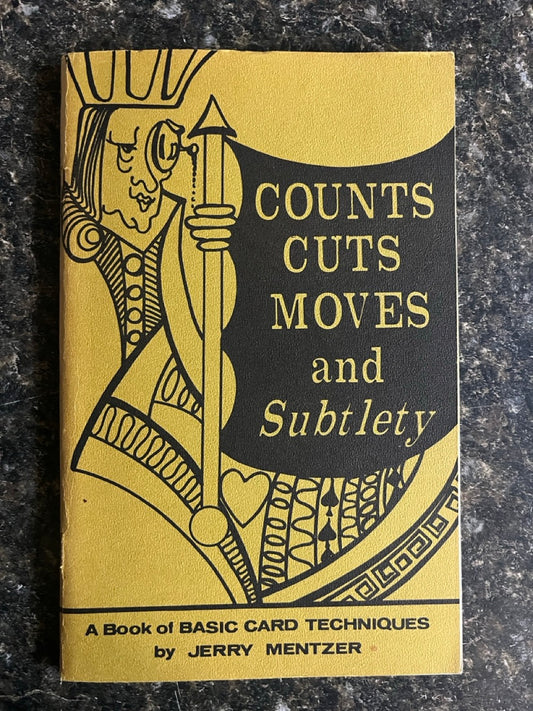 COUNTS
CUTS
MOVES
and
Subtlety
A Book of BASIC CARD TECHNIQUES
by JERRY MENTZER